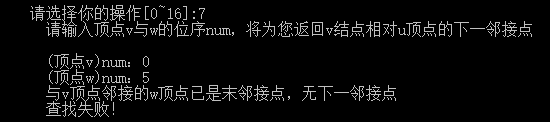 请选择你的操作[0~16]:7
请输入顶点v与w的位序num，将为您返回v结点相对u顶点的下一邻接点
(顶点v)num: 0
(顶点w)num: 5
与v顶点邻接的w顶点已是末邻接点，无下一邻接点
查找失败!